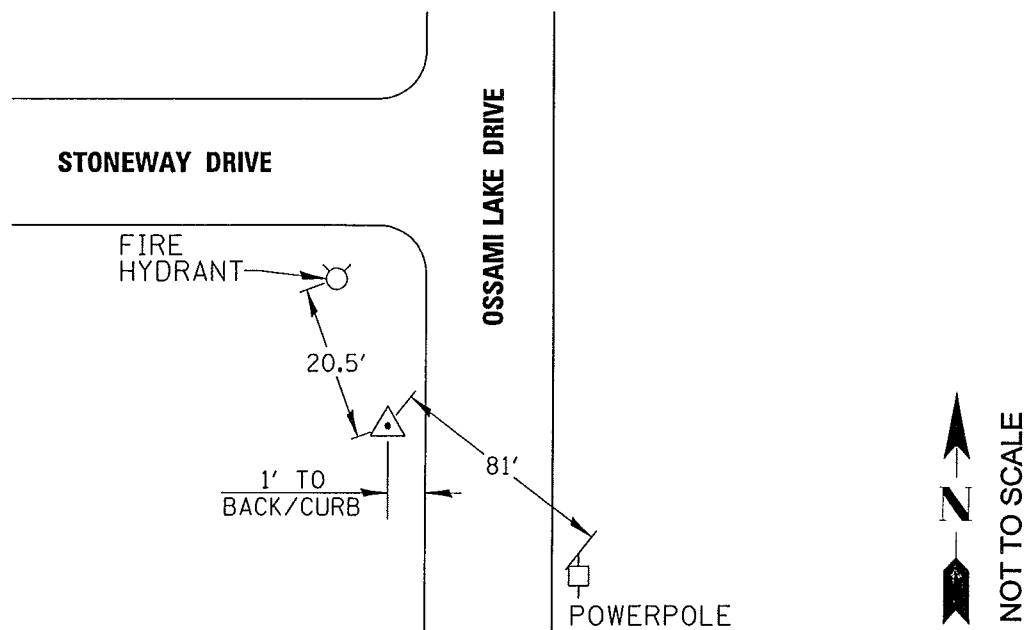 STONEWAY DRIVE
OSSAMI LAKE DRIVE
FIRE
HYDRANT
20.5'
81'
1' TO
BACK/CURB
POWERPOLE
N
NOT TO SCALE